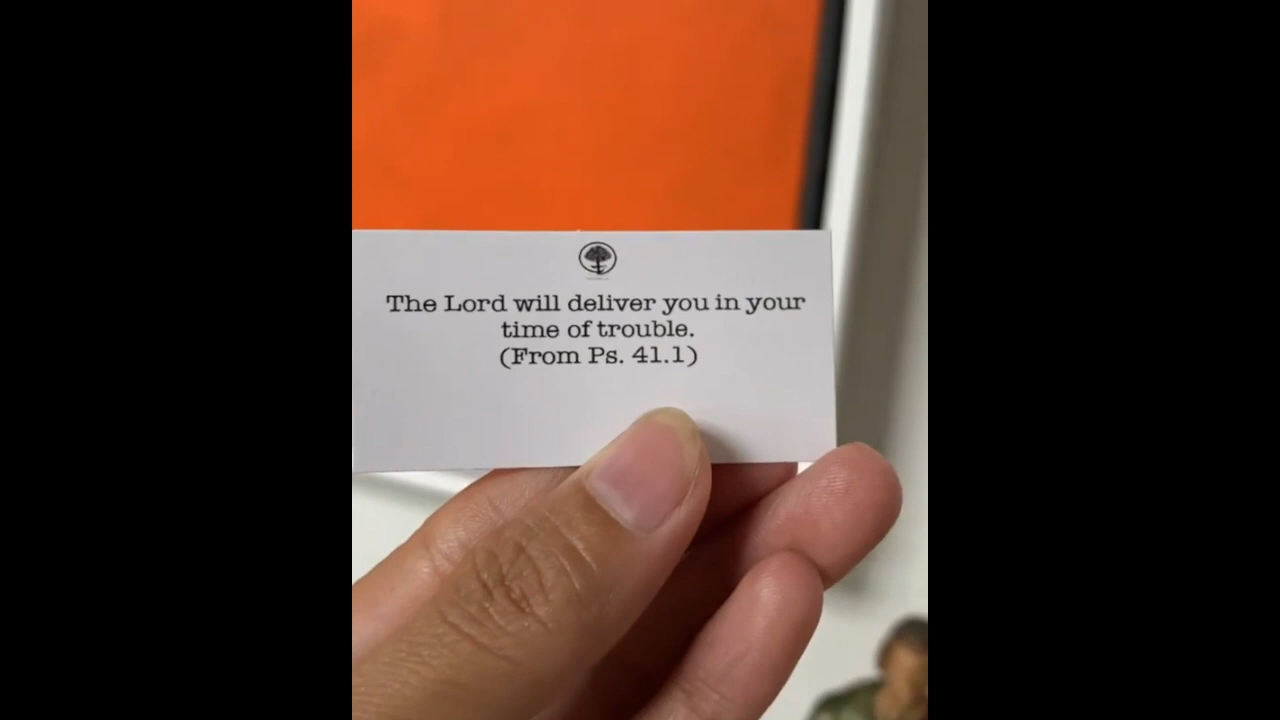 The Lord will deliver you in your
time of trouble.
(From Ps. 41.1)